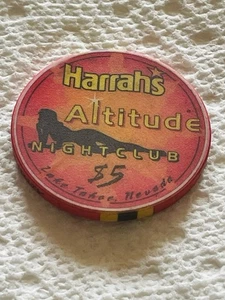 Harrah's
Altitude
NIGHTCLUB
$5
Lake Tahoe, Nevada